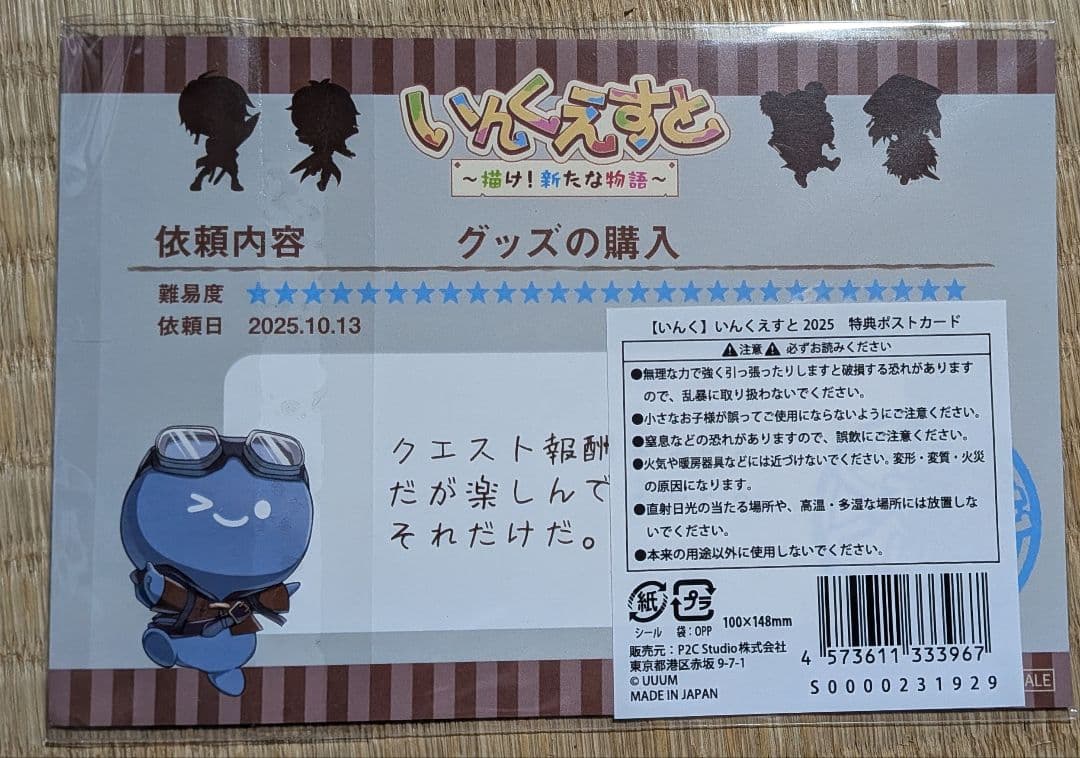 いんくえすと
～描け!新たな物語～
依頼内容 グッズの購入
難易度 ★★★★★★★★★★★★★★★★★★★★★★★★★★
依頼日 2025.10.13
クエスト報酬
だが楽しんで
それだけだ。
【いんく】いんくえすと 2025 特典ポストカード
⚠注意⚠ 必ずお読みください
●無理な力で強く引っ張ったりしますと破損する恐れがあります
ので、乱暴に取り扱わないでください。
●小さなお子様が誤ってご使用にならないようにご注意ください。
●窒息などの恐れがありますので、誤飲にご注意ください。
●火気や暖房器具などには近づけないでください。変形・変質・火災
の原因になります。
●直射日光の当たる場所や、高温・多湿な場所には放置しな
いでください。
●本来の用途以外に使用しないでください。
紙 プラ 100×148mm
シール 袋:OPP
販売元:P2C Studio株式会社
東京都港区赤坂 9-7-1
© UUUM
MADE IN JAPAN
4 573611 333967
S0000231929
ALE